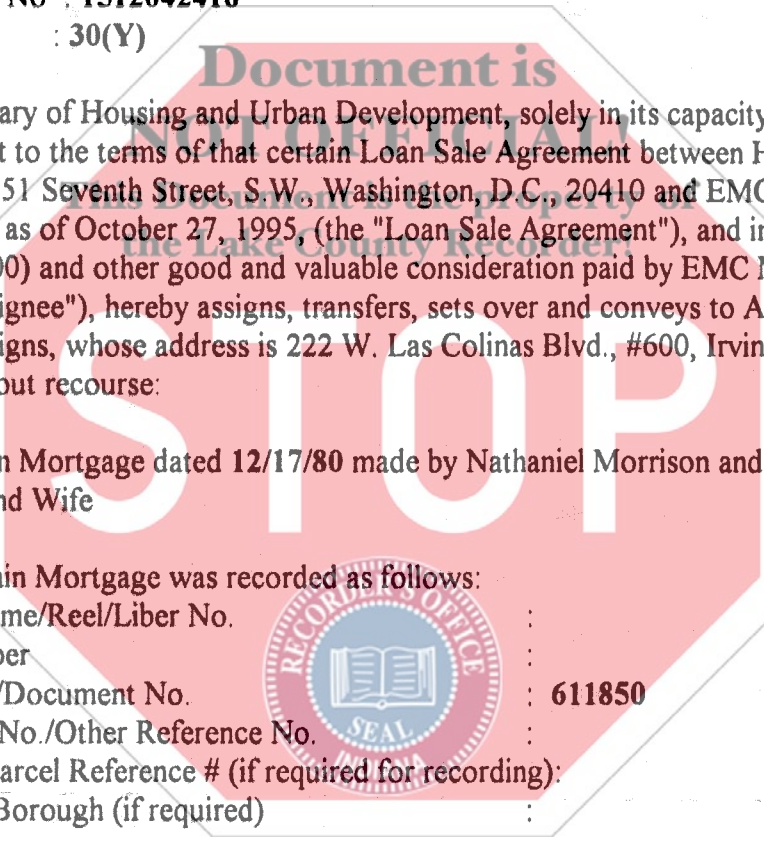 : 30(Y)
Document is
NOT OFFICIAL!
This Document is the property of
the Lake County Recorder!
ary of Housing and Urban Development, solely in its capacity
t to the terms of that certain Loan Sale Agreement between H
51 Seventh Street, S.W., Washington, D.C., 20410 and EMC
as of October 27, 1995, (the "Loan Sale Agreement"), and in
00) and other good and valuable consideration paid by EMC
ignee"), hereby assigns, transfers, sets over and conveys to A
igns, whose address is 222 W. Las Colinas Blvd., #600, Irvin
out recourse:
STOP
n Mortgage dated 12/17/80 made by Nathaniel Morrison and
nd Wife
ain Mortgage was recorded as follows:
me/Reel/Liber No. :
ber :
/Document No. : 611850
No./Other Reference No. :
arcel Reference # (if required for recording):
Borough (if required) :
RECORDER'S OFFICE
SEAL
INDIANA